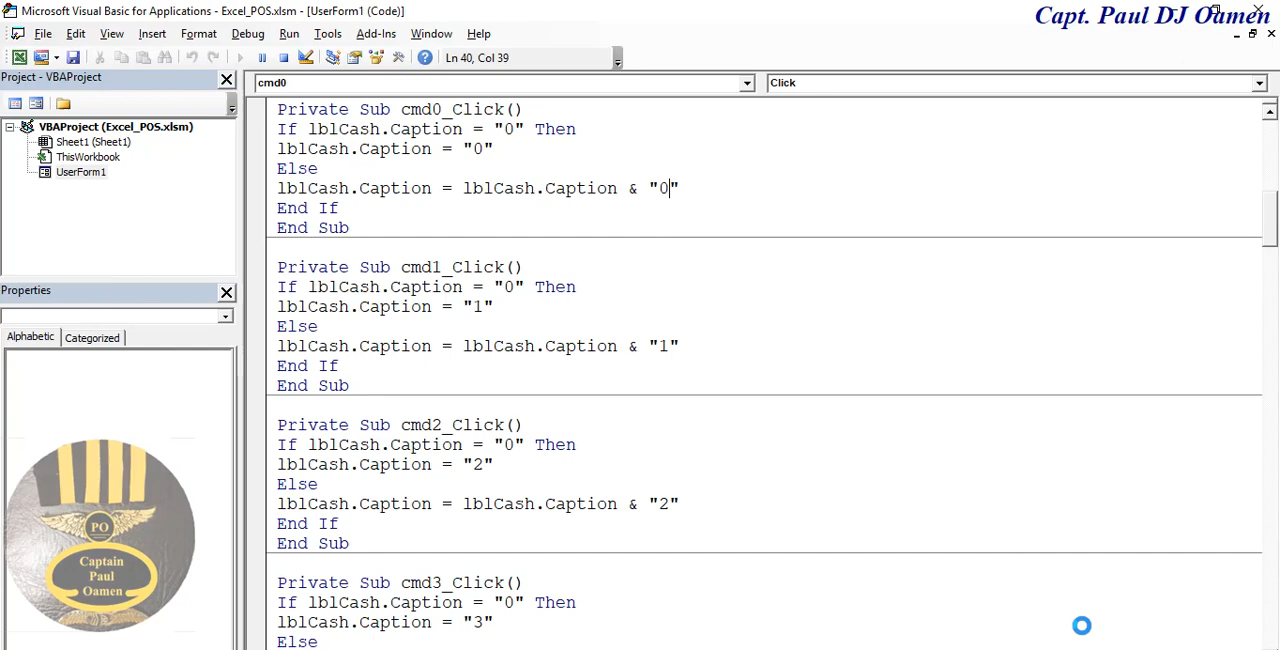 Microsoft Visual Basic for Applications - Excel_POS.xlsm - [UserForm1 (Code)]
Capt. Paul DJ Oamen
File Edit View Insert Format Debug Run Tools Add-Ins Window Help
Ln 40, Col 39
Project - VBAProject
cmd0
Click
VBAProject (Excel_POS.xlsm)
Sheet1 (Sheet1)
ThisWorkbook
UserForm1
Properties
Alphabetic Categorized
PO
Captain
Paul
Oamen
Private Sub cmd0_Click()
If lblCash.Caption = "0" Then
lblCash.Caption = "0"
Else
lblCash.Caption = lblCash.Caption & "0"
End If
End Sub
Private Sub cmd1_Click()
If lblCash.Caption = "0" Then
lblCash.Caption = "1"
Else
lblCash.Caption = lblCash.Caption & "1"
End If
End Sub
Private Sub cmd2_Click()
If lblCash.Caption = "0" Then
lblCash.Caption = "2"
Else
lblCash.Caption = lblCash.Caption & "2"
End If
End Sub
Private Sub cmd3_Click()
If lblCash.Caption = "0" Then
lblCash.Caption = "3"
Else